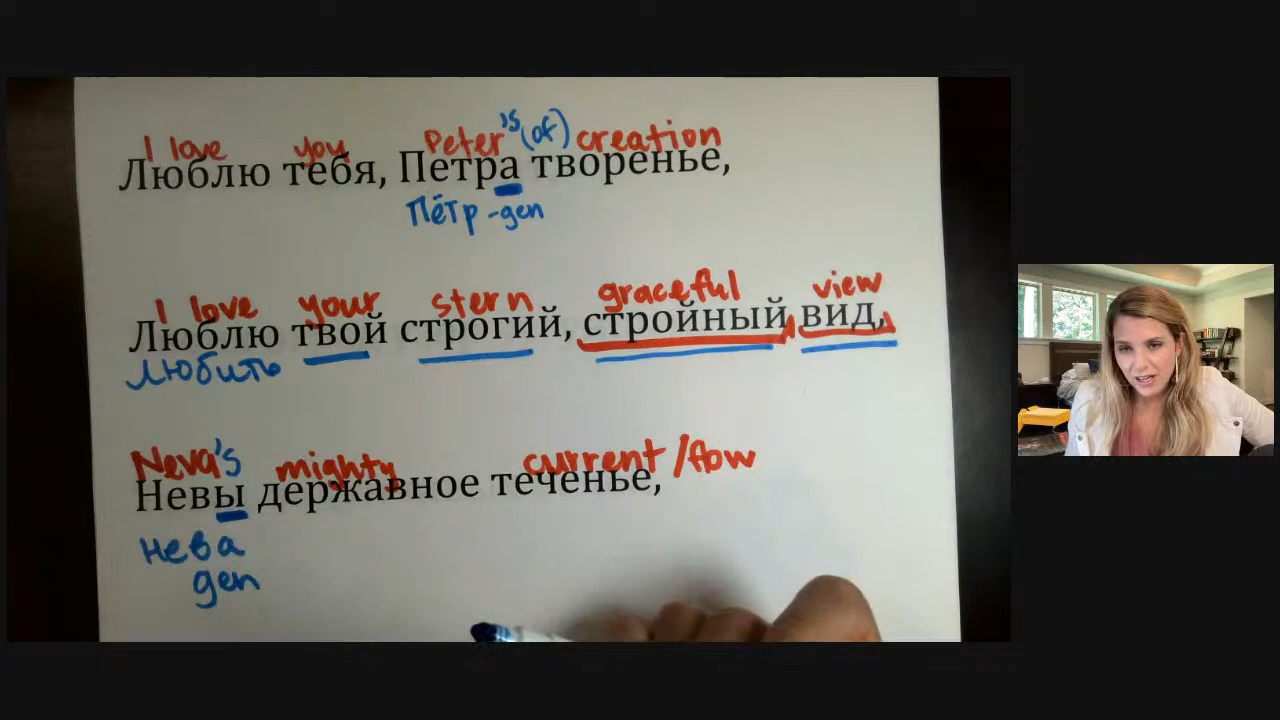 I love you Peter's (of) creation
Люблю тебя, Петра творенье,
Пётр-gen
I love your stern graceful view
Люблю твой строгий, стройный вид,
любить
Neva's mighty current/flow
Невы державное теченье,
нева
gen